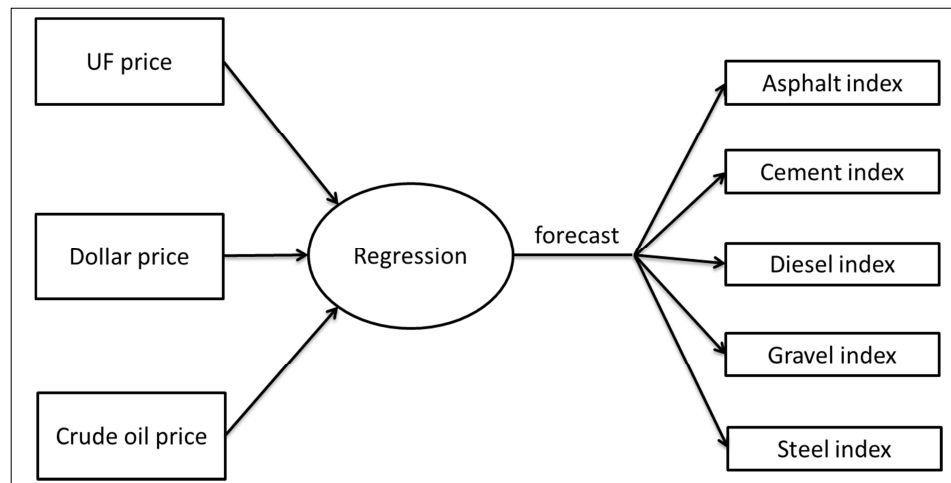 UF price
Dollar price
Crude oil price
Regression
forecast
Asphalt index
Cement index
Diesel index
Gravel index
Steel index